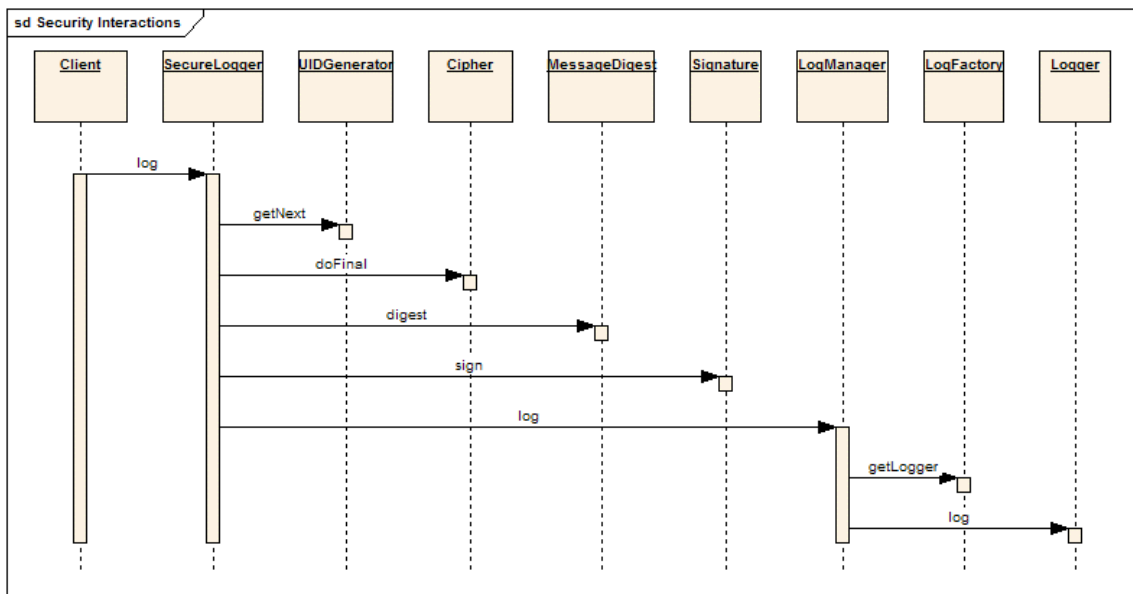 sd Security Interactions
Client
SecureLogger
UIDGenerator
Cipher
MessageDigest
Signature
LogManager
LogFactory
Logger
log
getNext
doFinal
digest
sign
log
getLogger
log